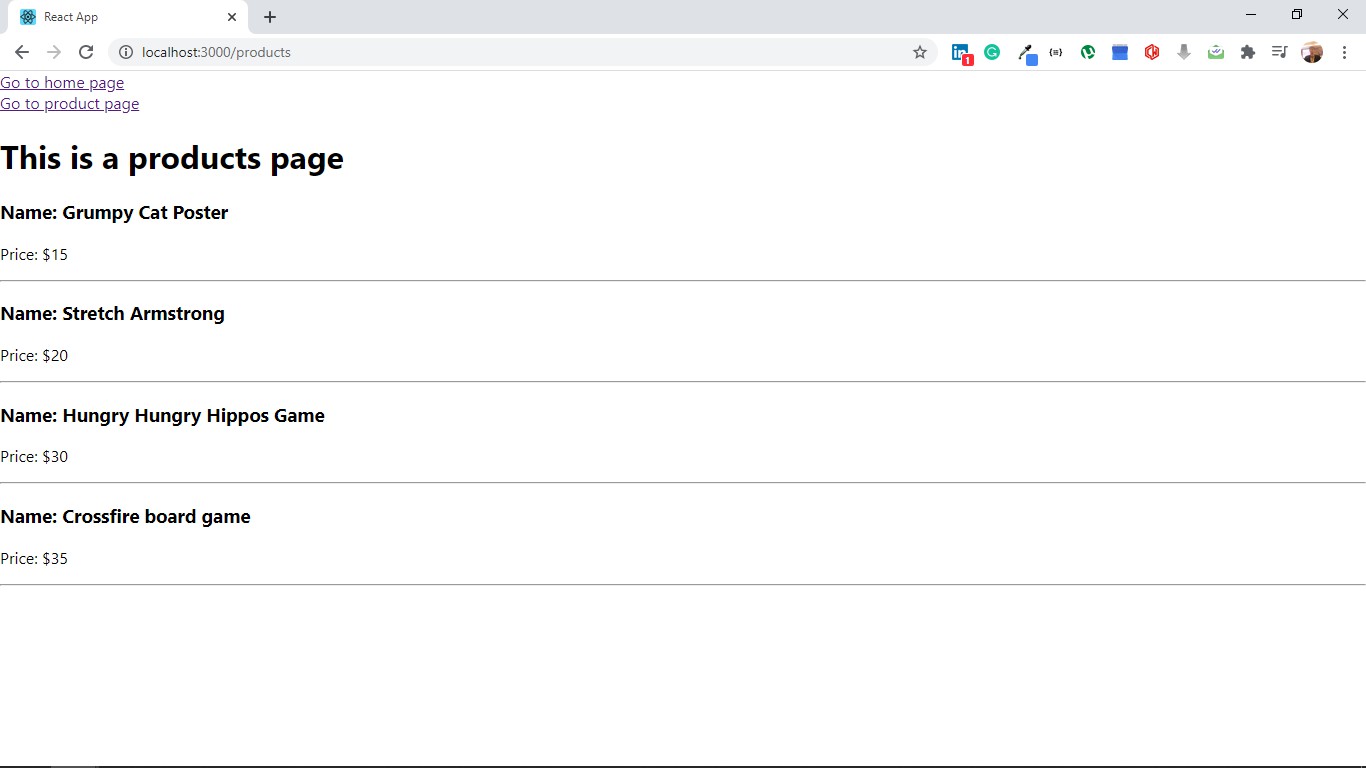 React App
localhost:3000/products
1
Go to home page
Go to product page
This is a products page
Name: Grumpy Cat Poster
Price: $15
Name: Stretch Armstrong
Price: $20
Name: Hungry Hungry Hippos Game
Price: $30
Name: Crossfire board game
Price: $35